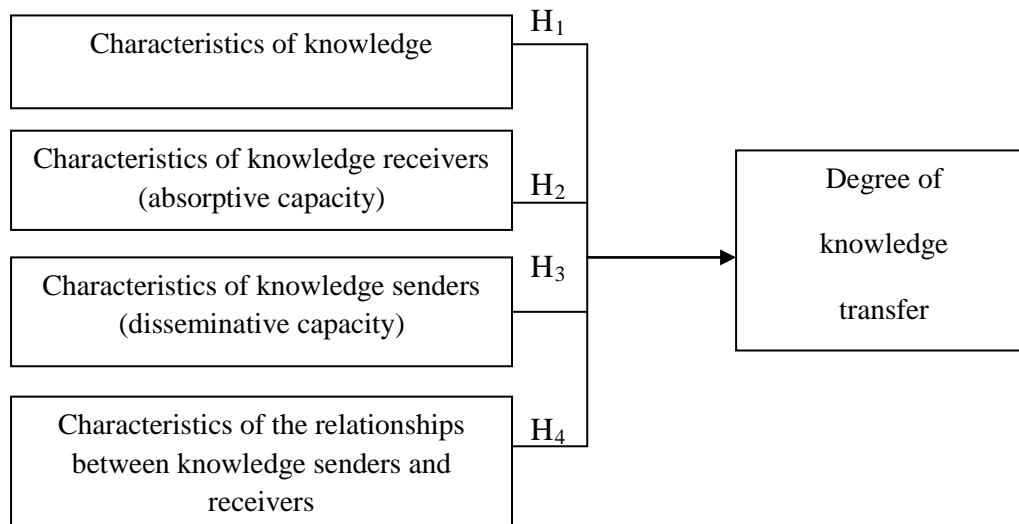 Characteristics of knowledge
H₁
Characteristics of knowledge receivers
(absorptive capacity)
H₂
Characteristics of knowledge senders
(disseminative capacity)
H₃
Characteristics of the relationships
between knowledge senders and
receivers
H₄
Degree of
knowledge
transfer